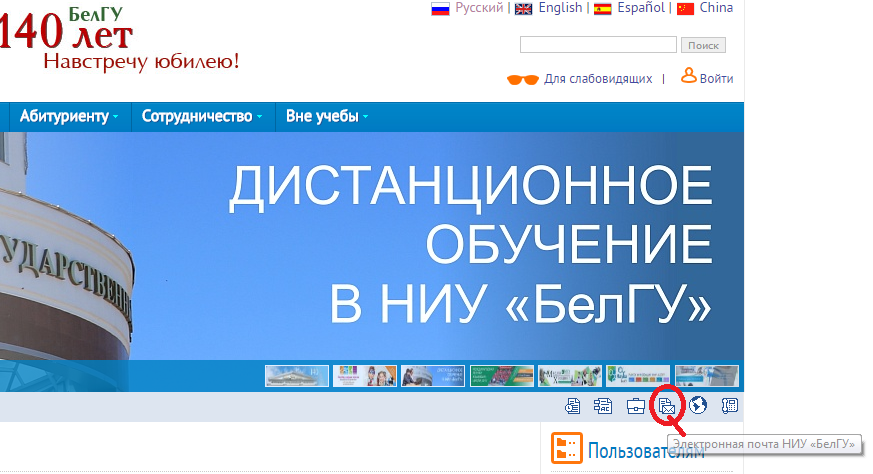 140 лет
БелГУ
Навстречу юбилею!
Русский | English | Español | China
Поиск
Для слабовидящих | Войти
Абитуриенту Сотрудничество Вне учебы
ДИСТАНЦИОННОЕ
ОБУЧЕНИЕ
В НИУ «БелГУ»
Электронная почта НИУ «БелГУ»
Пользователям